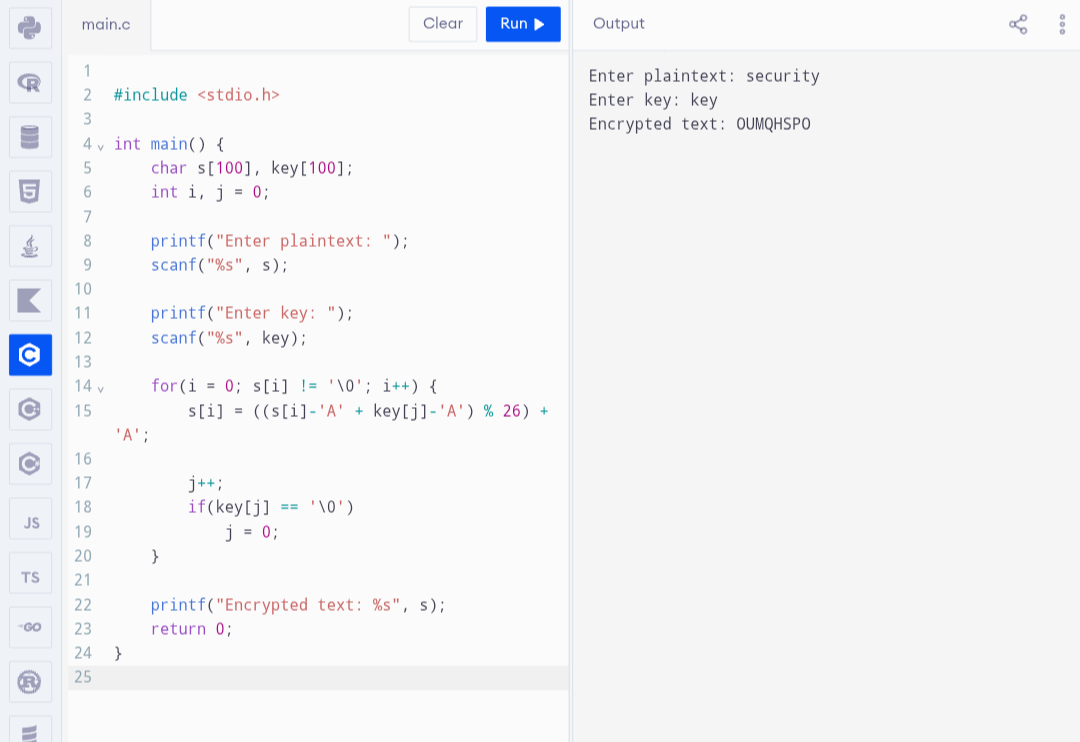 main.c
Clear
Run
Output
1
2 #include <stdio.h>
3
4 int main() {
5 char s[100], key[100];
6 int i, j = 0;
7
8 printf("Enter plaintext: ");
9 scanf("%s", s);
10
11 printf("Enter key: ");
12 scanf("%s", key);
13
14 for(i = 0; s[i] != '\0'; i++) {
15 s[i] = ((s[i]-'A' + key[j]-'A') % 26) +
'A';
16
17 j++;
18 if(key[j] == '\0')
19 j = 0;
20 }
21
22 printf("Encrypted text: %s", s);
23 return 0;
24 }
25
Enter plaintext: security
Enter key: key
Encrypted text: OUMQHSPO
R
5
C
C
C
JS
TS
GO
R